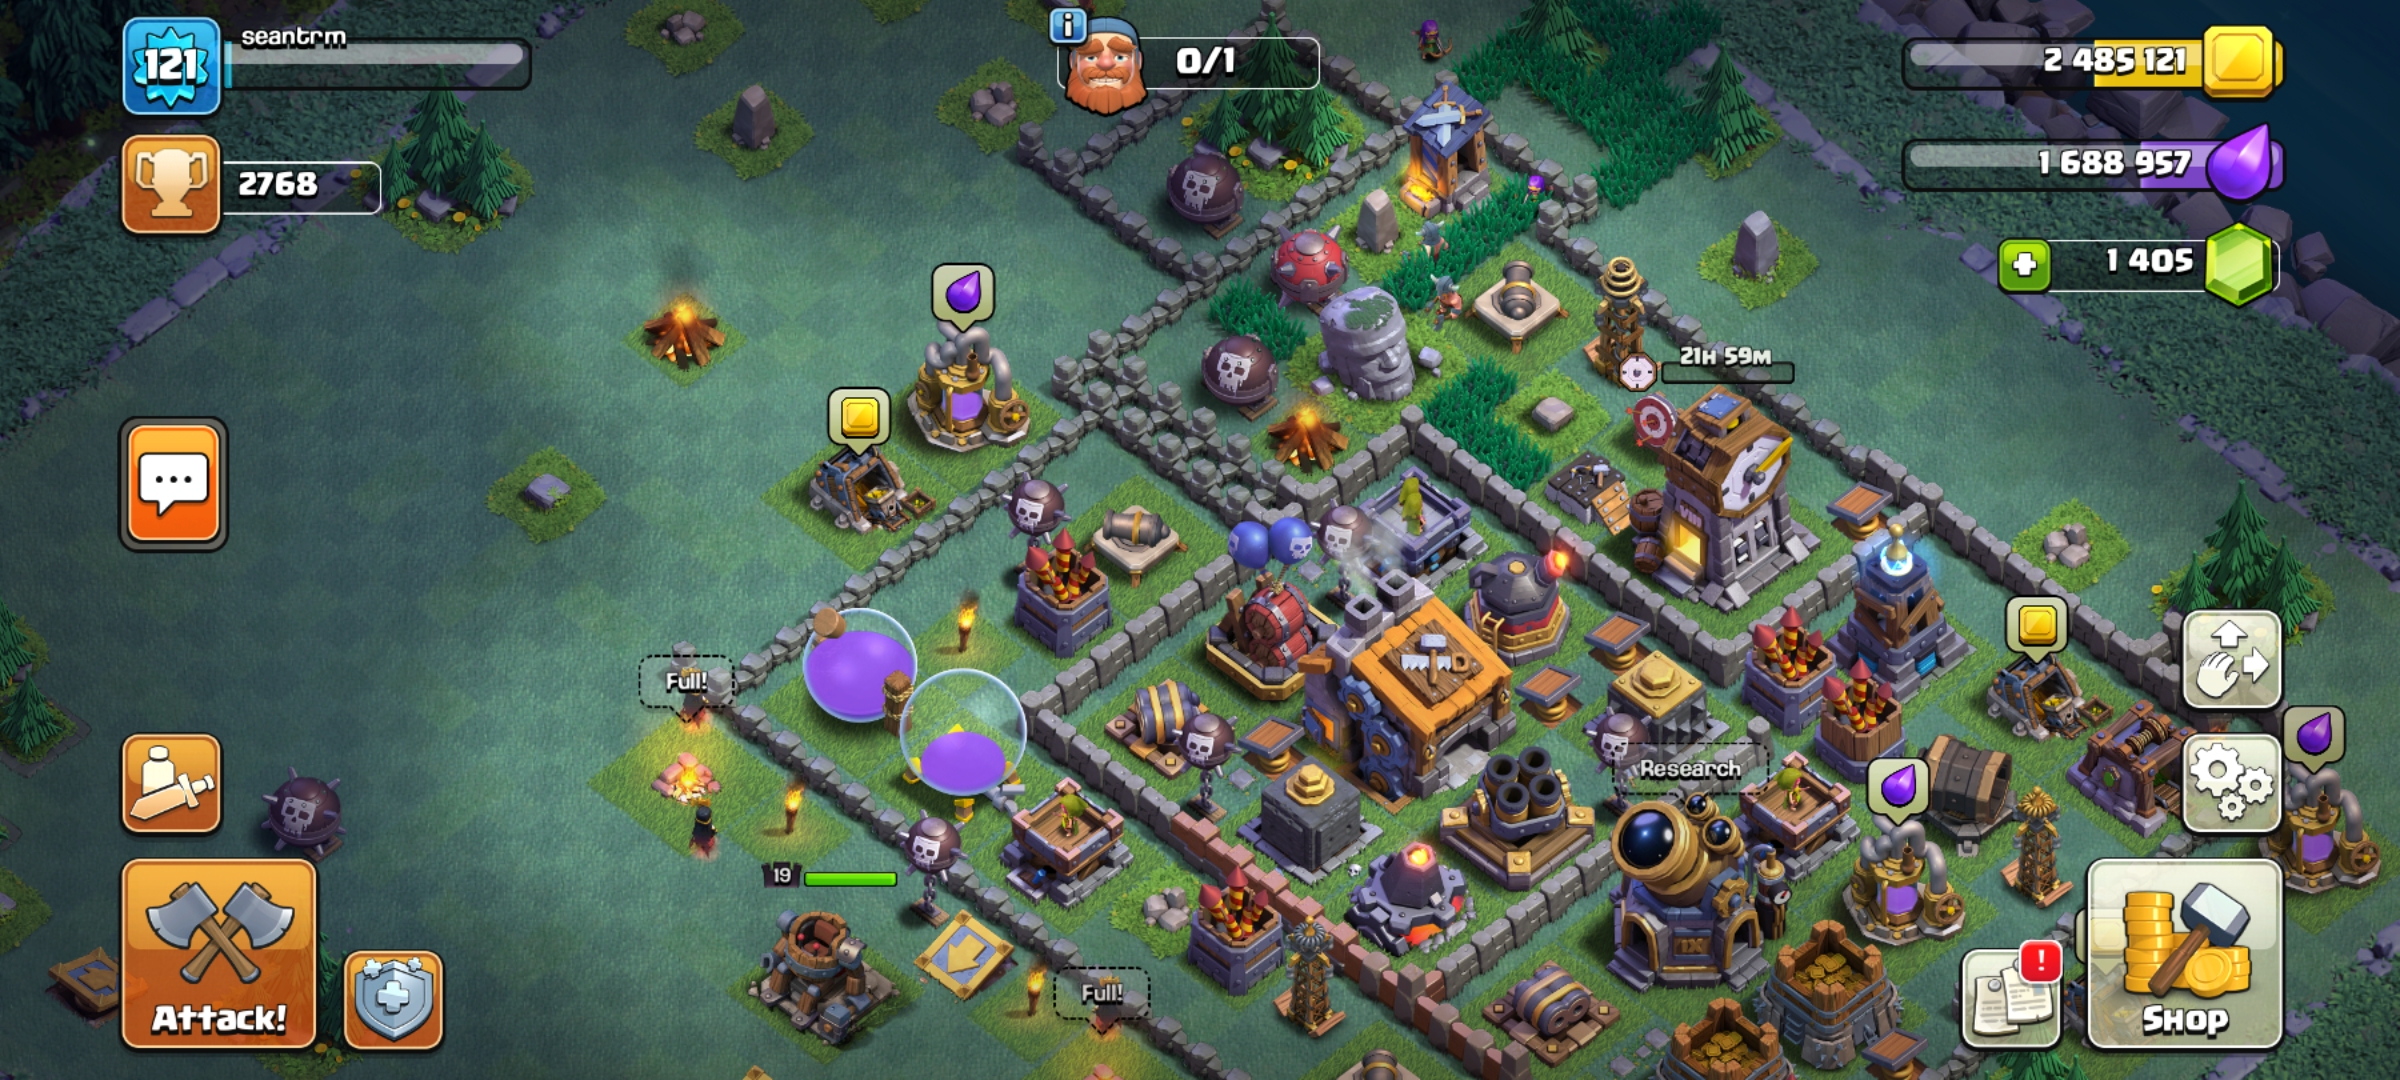 seantrm
121
0/1
2 485 121
2768
1 688 957
1 405
21H 59M
Full!
Research
19
IX
Full!
Attack!
!
Shop